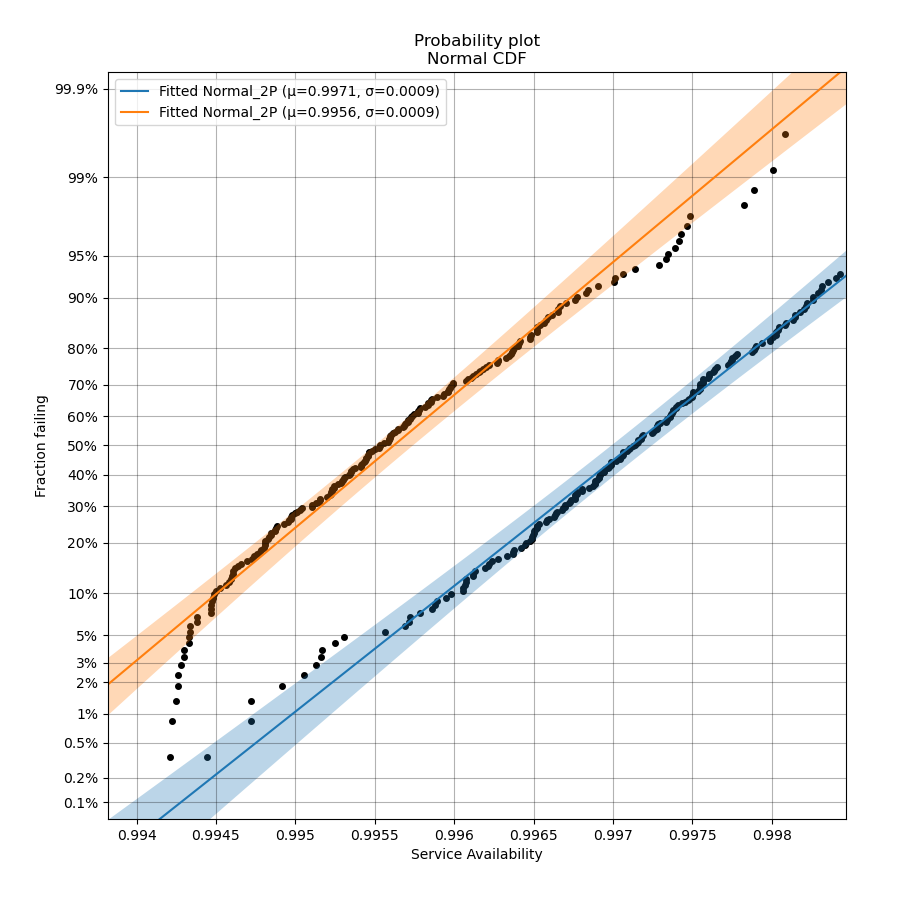 Probability plot
Normal CDF
Fitted Normal_2P (μ=0.9971, σ=0.0009)
Fitted Normal_2P (μ=0.9956, σ=0.0009)
99.9%
99%
95%
90%
80%
70%
60%
50%
40%
30%
20%
10%
5%
3%
2%
1%
0.5%
0.2%
0.1%
Fraction failing
0.994 0.9945 0.995 0.9955 0.996 0.9965 0.997 0.9975 0.998
Service Availability